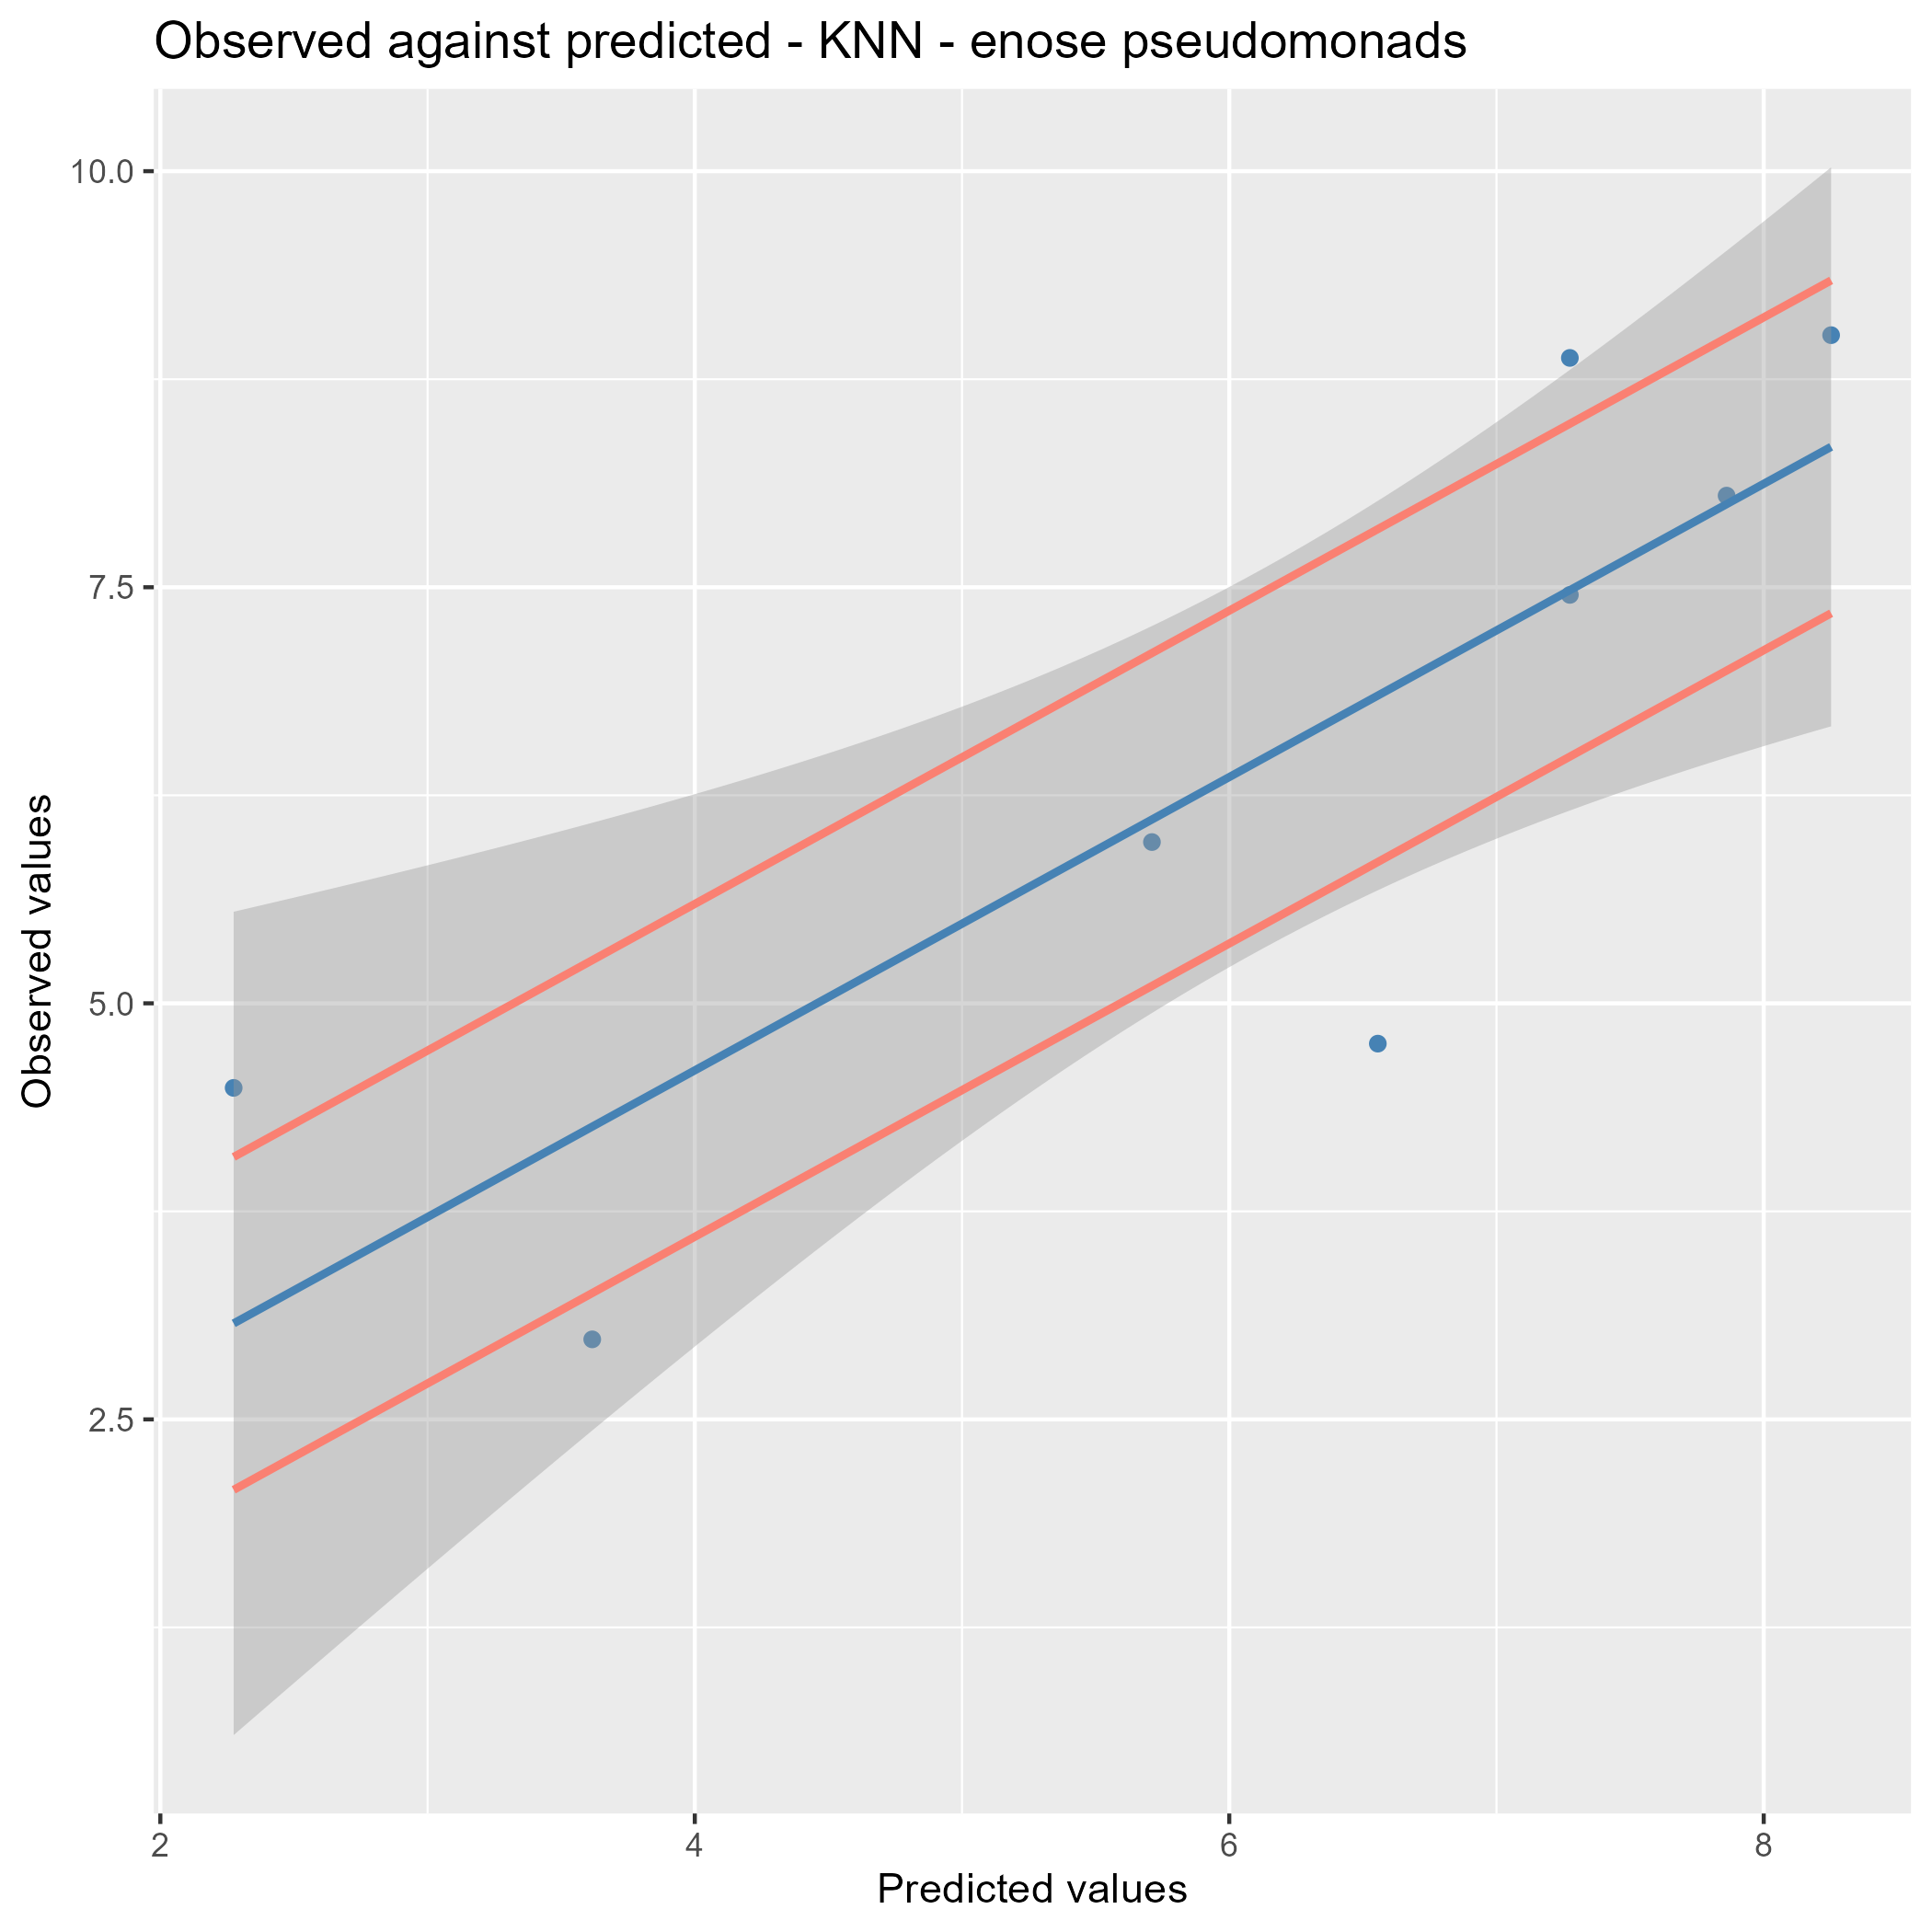 Observed against predicted - KNN - enose pseudomonads
10.0
7.5
5.0
2.5
Observed values
2 4 6 8
Predicted values